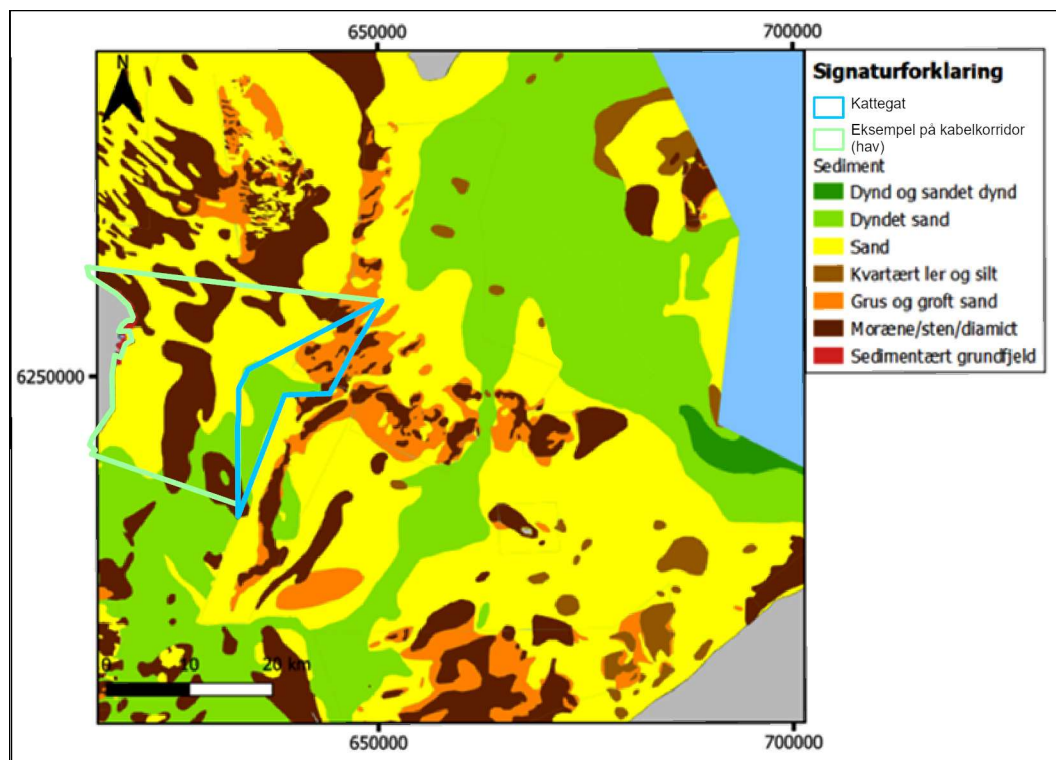 650000
700000
N
6250000
0
10
20 km
650000
700000
Signaturforklaring
Kattegat
Eksempel på kabelkorridor
(hav)
Sediment
Dynd og sandet dynd
Dyndet sand
Sand
Kvartært ler og silt
Grus og groft sand
Moræne/sten/diamict
Sedimentært grundfjeld